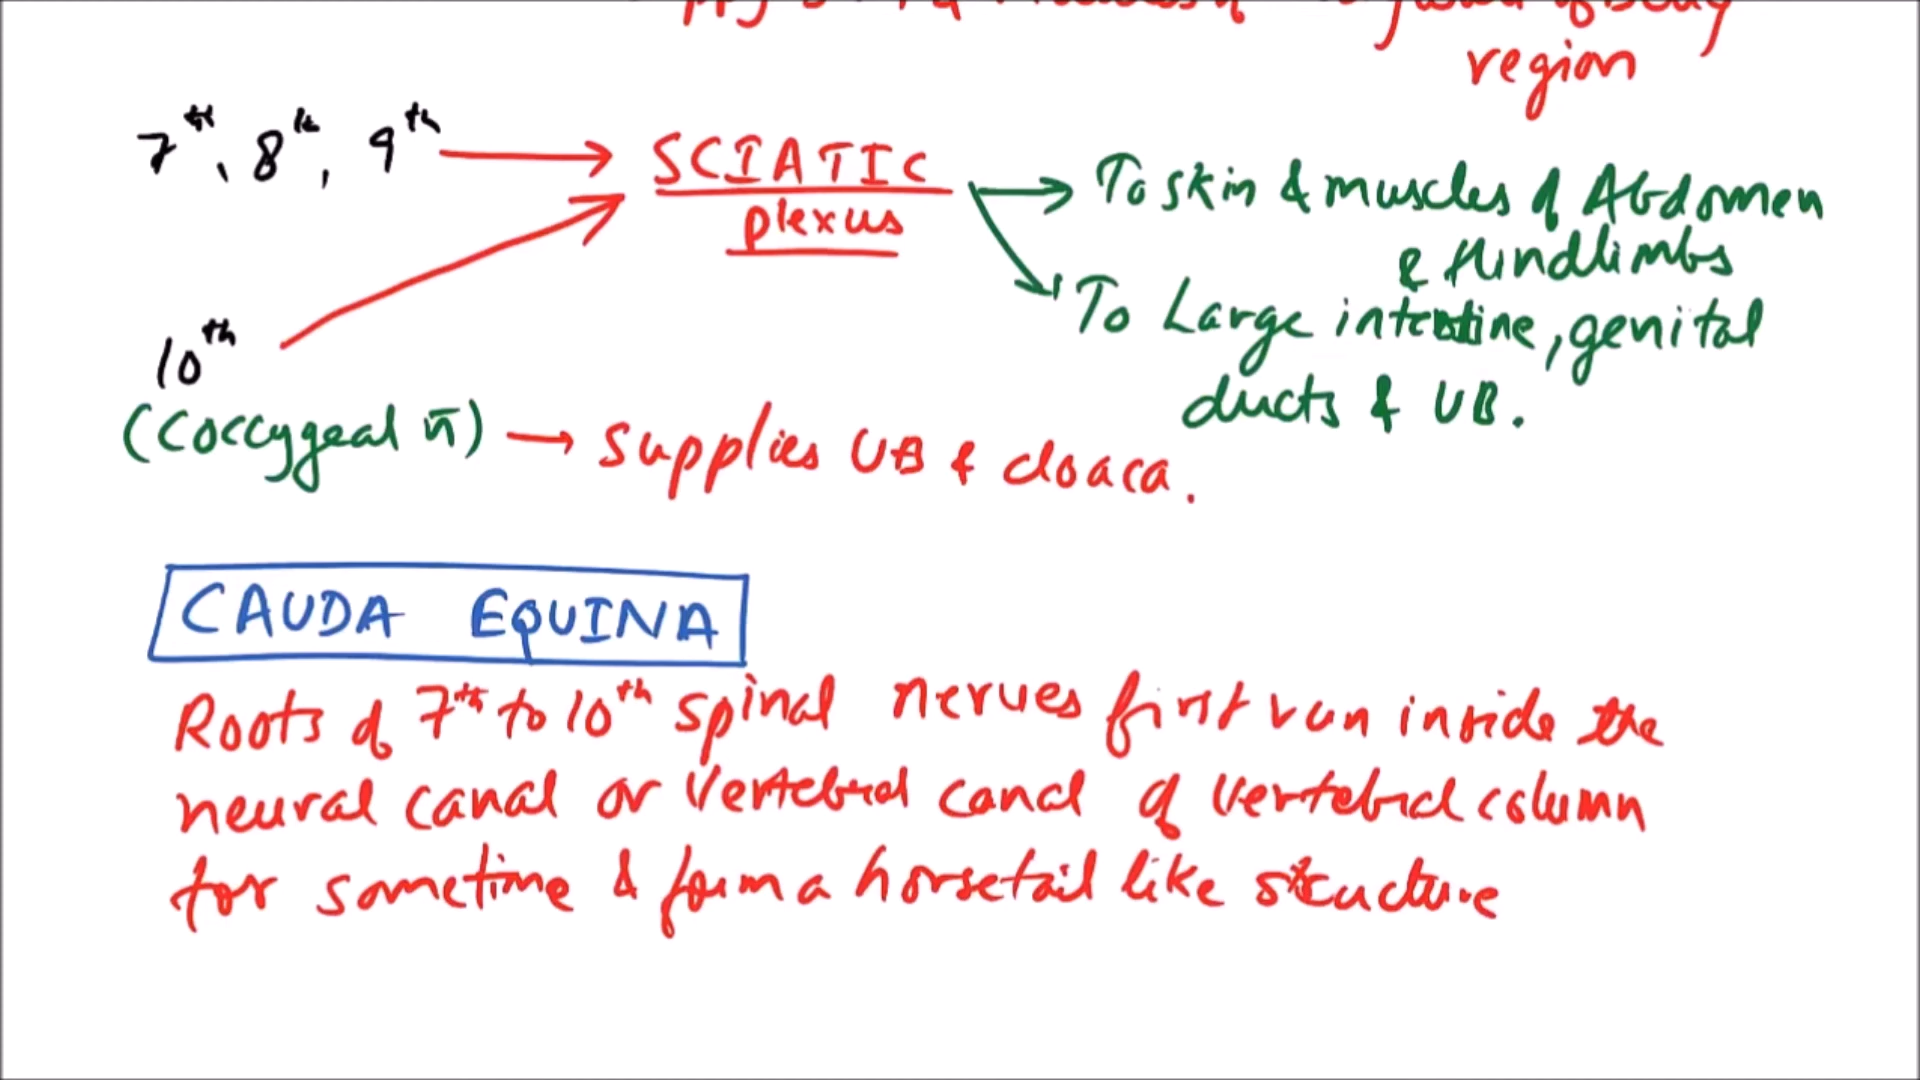 region
7th, 8th, 9th → SCIATIC → To skin & muscles of Abdomen
plexus
& Hindlimbs
To Large intestine, genital
ducts & UB.
10th
(Coccygeal n) → Supplies UB & cloaca.
CAUDA EQUINA
Roots of 7th to 10th spinal nerves first run inside the
neural canal or Vertebral canal of vertebral column
for sometime & form a horsetail like structure